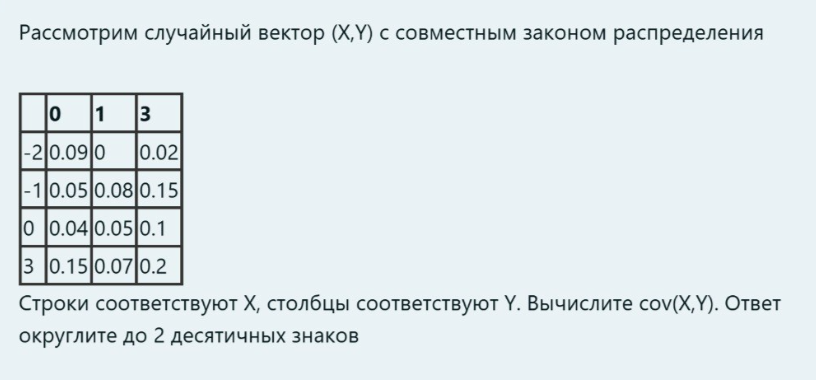 Рассмотрим случайный вектор (X,Y) с совместным законом распределения
0 1 3
-2 0.09 0 0.02
-1 0.05 0.08 0.15
0 0.04 0.05 0.1
3 0.15 0.07 0.2
Строки соответствуют X, столбцы соответствуют Y. Вычислите cov(X,Y). Ответ
округлите до 2 десятичных знаков